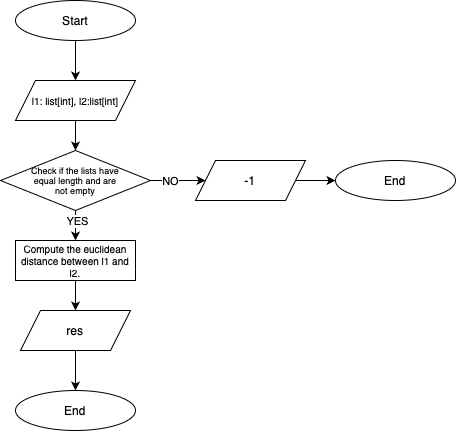 Start
l1: list[int], l2:list[int]
Check if the lists have
equal length and are
not empty
NO
-1
End
YES
Compute the euclidean
distance between l1 and
l2.
res
End